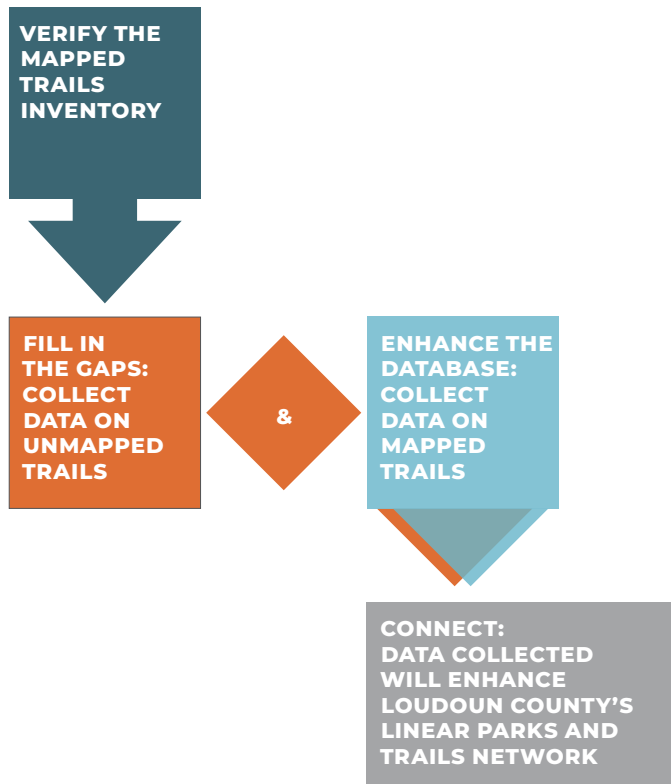 VERIFY THE
MAPPED
TRAILS
INVENTORY
FILL IN
THE GAPS:
COLLECT
DATA ON
UNMAPPED
TRAILS
&
ENHANCE THE
DATABASE:
COLLECT
DATA ON
MAPPED
TRAILS
CONNECT:
DATA COLLECTED
WILL ENHANCE
LOUDOUN COUNTY'S
LINEAR PARKS AND
TRAILS NETWORK